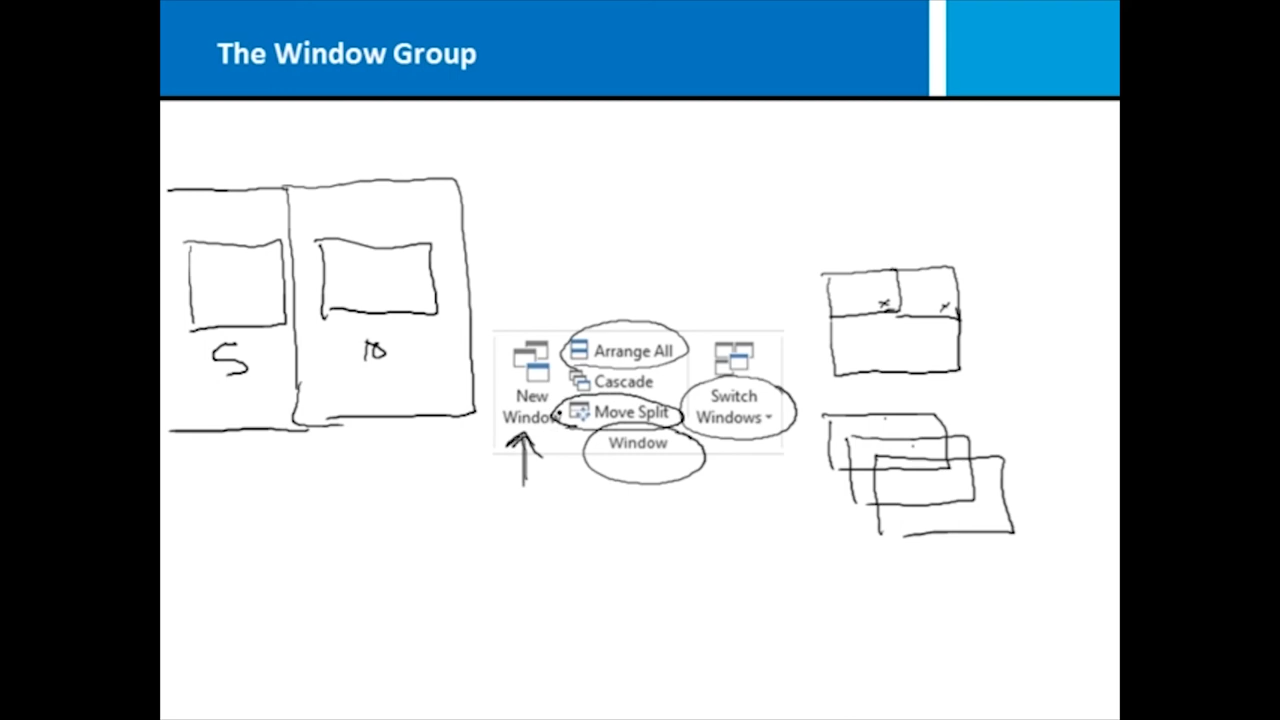 The Window Group
S
10
New
Window
Arrange All
Cascade
Move Split
Window
Switch
Windows
x x